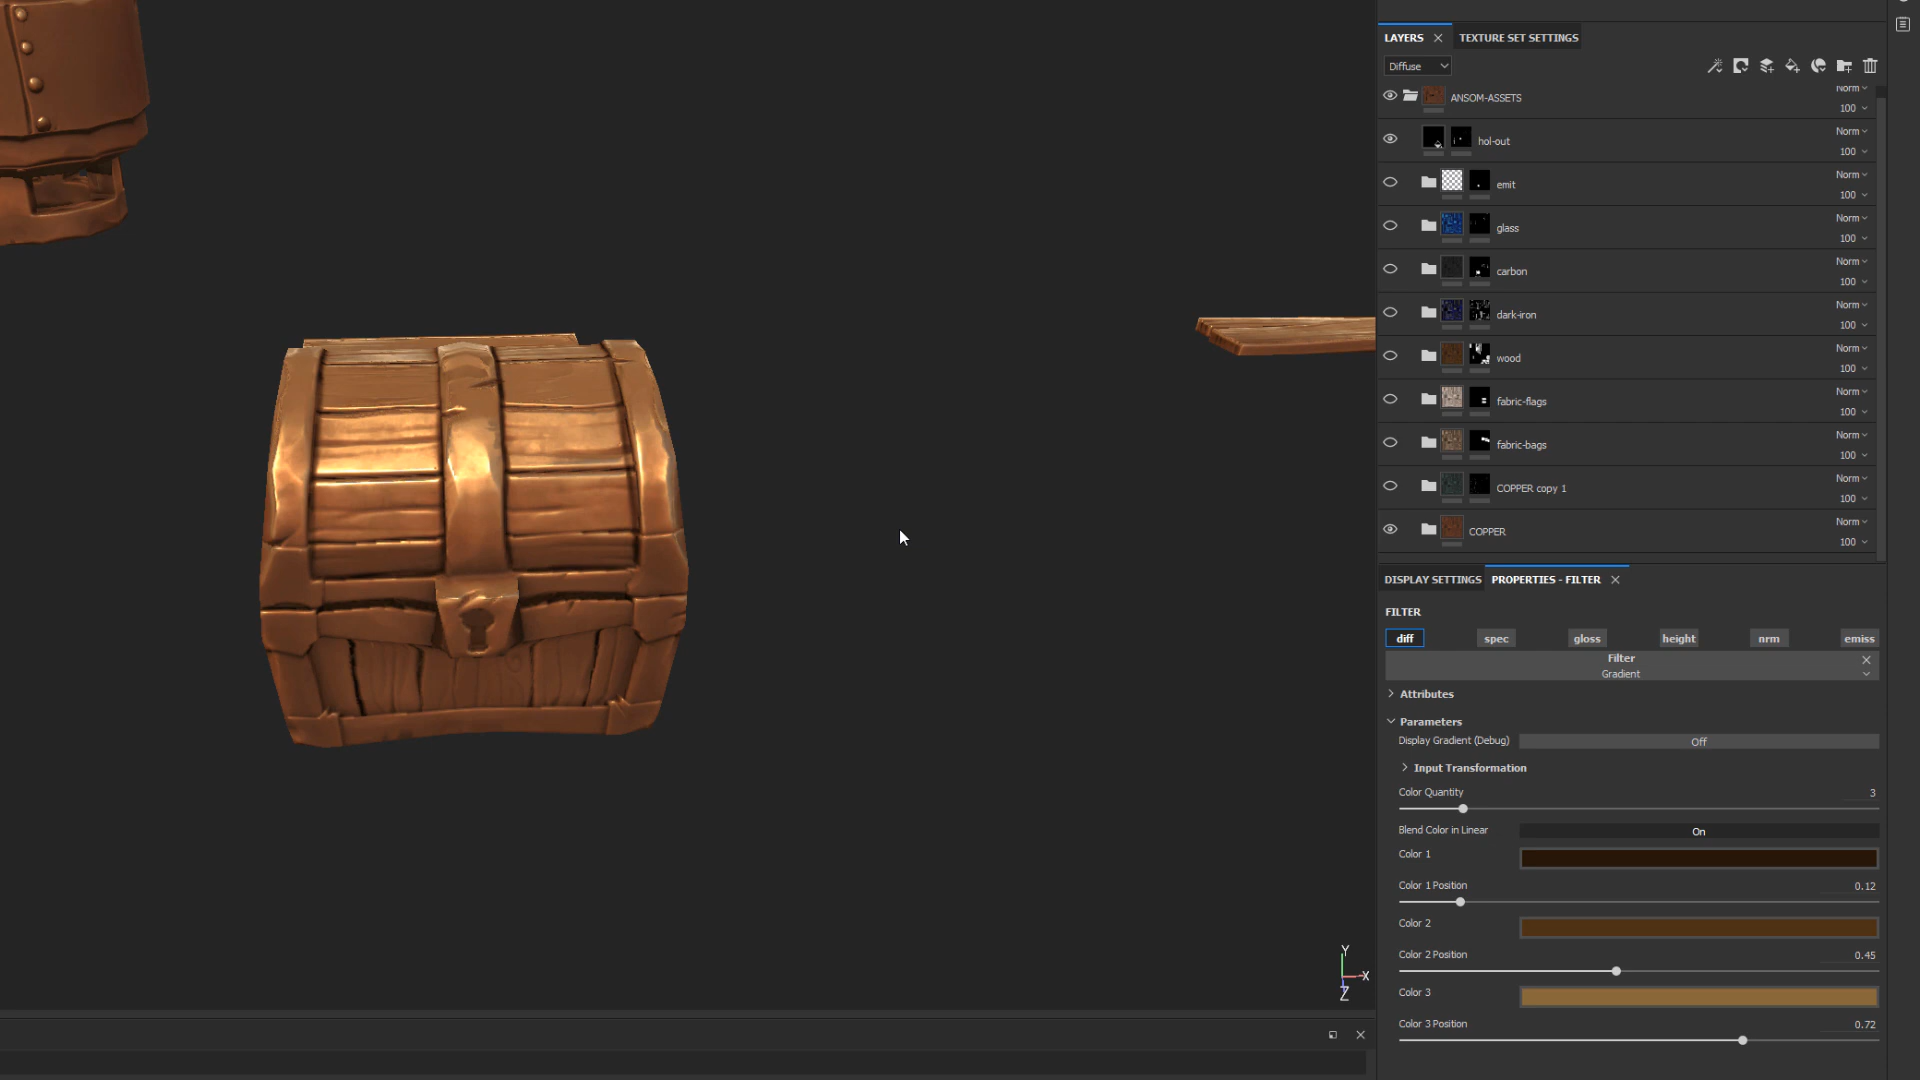 LAYERS
TEXTURE SET SETTINGS
Diffuse
Norm
ANSOM-ASSETS
100
Norm
hol-out
100
Norm
emit
100
Norm
glass
100
Norm
carbon
100
Norm
dark-iron
100
Norm
wood
100
Norm
fabric-flags
100
Norm
fabric-bags
100
Norm
COPPER copy 1
100
Norm
COPPER
100
DISPLAY SETTINGS
PROPERTIES - FILTER
FILTER
diff spec gloss height nrm emiss
Filter
Gradient
Attributes
Parameters
Display Gradient (Debug) Off
Input Transformation
Color Quantity 3
Blend Color in Linear On
Color 1
Color 1 Position 0.12
Color 2
Color 2 Position 0.45
Color 3
Color 3 Position 0.72
Y
X
Z